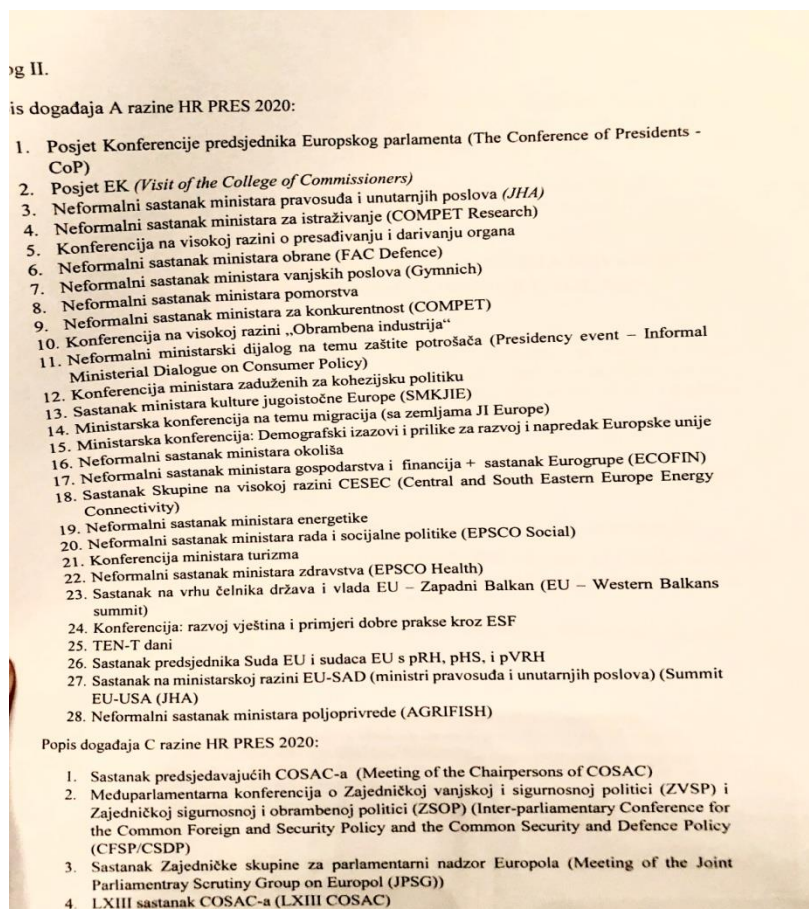 og II.
is događaja A razine HR PRES 2020:
1. Posjet Konferencije predsjednika Europskog parlamenta (The Conference of Presidents -
CoP)
2. Posjet EK (Visit of the College of Commissioners)
3. Neformalni sastanak ministara pravosuđa i unutarnjih poslova (JHA)
4. Neformalni sastanak ministara za istraživanje (COMPET Research)
5. Konferencija na visokoj razini o presađivanju i darivanju organa
6. Neformalni sastanak ministara obrane (FAC Defence)
7. Neformalni sastanak ministara vanjskih poslova (Gymnich)
8. Neformalni sastanak ministara pomorstva
9. Neformalni sastanak ministara za konkurentnost (COMPET)
10. Konferencija na visokoj razini „Obrambena industrija“
11. Neformalni ministarski dijalog na temu zaštite potrošača (Presidency event – Informal
Ministerial Dialogue on Consumer Policy)
12. Konferencija ministara zaduženih za kohezijsku politiku
13. Sastanak ministara kulture jugoistočne Europe (SMKJIE)
14. Ministarska konferencija na temu migracija (sa zemljama JI Europe)
15. Ministarska konferencija: Demografski izazovi i prilike za razvoj i napredak Europske unije
16. Neformalni sastanak ministara okoliša
17. Neformalni sastanak ministara gospodarstva i financija + sastanak Eurogrupe (ECOFIN)
18. Sastanak Skupine na visokoj razini CESEC (Central and South Eastern Europe Energy
Connectivity)
19. Neformalni sastanak ministara energetike
20. Neformalni sastanak ministara rada i socijalne politike (EPSCO Social)
21. Konferencija ministara turizma
22. Neformalni sastanak ministara zdravstva (EPSCO Health)
23. Sastanak na vrhu čelnika država i vlada EU – Zapadni Balkan (EU – Western Balkans
summit)
24. Konferencija: razvoj vještina i primjeri dobre prakse kroz ESF
25. TEN-T dani
26. Sastanak predsjednika Suda EU i sudaca EU s pRH, pHS, i pVRH
27. Sastanak na ministarskoj razini EU-SAD (ministri pravosuđa i unutarnjih poslova) (Summit
EU-USA (JHA)
28. Neformalni sastanak ministara poljoprivrede (AGRIFISH)
Popis događaja C razine HR PRES 2020:
1. Sastanak predsjedavajućih COSAC-a (Meeting of the Chairpersons of COSAC)
2. Međuparlamentarna konferencija o Zajedničkoj vanjskoj i sigurnosnoj politici (ZVSP) i
Zajedničkoj sigurnosnoj i obrambenoj politici (ZSOP) (Inter-parliamentary Conference for
the Common Foreign and Security Policy and the Common Security and Defence Policy
(CFSP/CSDP)
3. Sastanak Zajedničke skupine za parlamentarni nadzor Europola (Meeting of the Joint
Parliamentray Scrutiny Group on Europol (JPSG))
4. LXIII sastanak COSAC-a (LXIII COSAC)